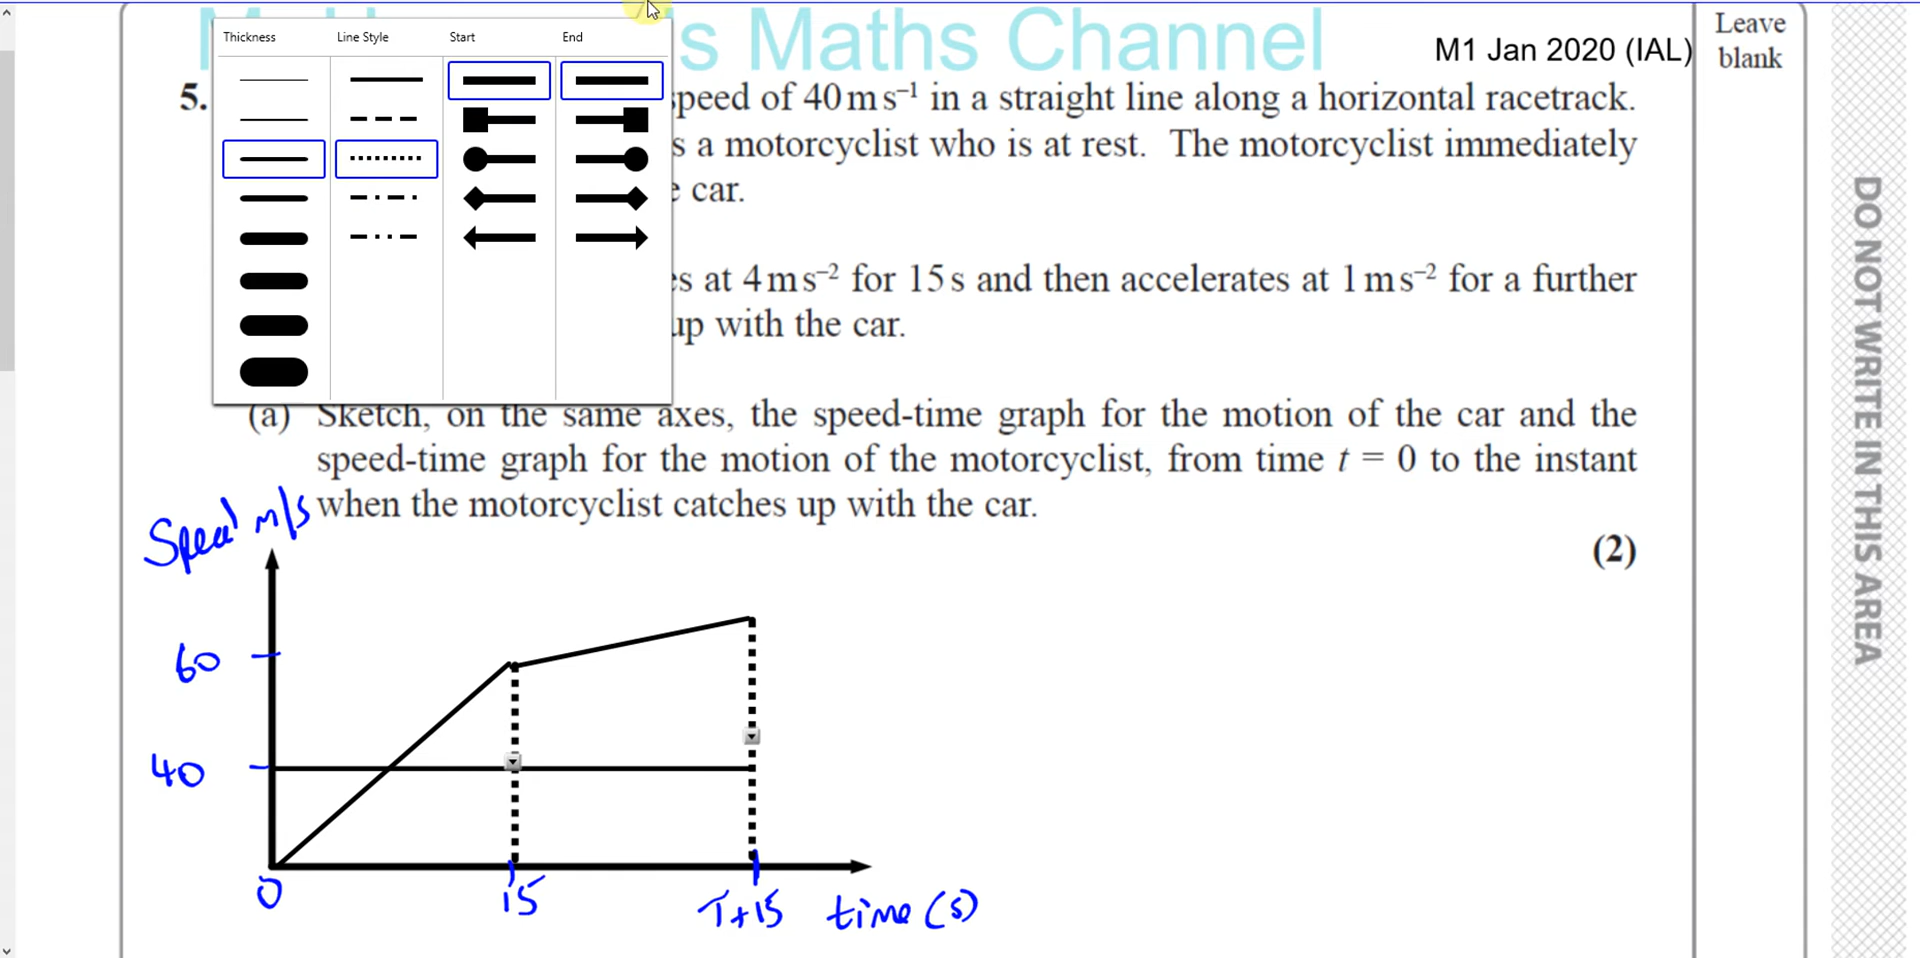 Thickness Line Style Start End
s Maths Channel
M1 Jan 2020 (IAL)
Leave
blank
5. speed of 40 m s⁻¹ in a straight line along a horizontal racetrack.
s a motorcyclist who is at rest. The motorcyclist immediately
e car.
es at 4 m s⁻² for 15 s and then accelerates at 1 m s⁻² for a further
up with the car.
(a) Sketch, on the same axes, the speed-time graph for the motion of the car and the
speed-time graph for the motion of the motorcyclist, from time t = 0 to the instant
when the motorcyclist catches up with the car.
(2)
Speed m/s
60
40
0
15
T+15
time (s)
DO NOT WRITE IN THIS AREA